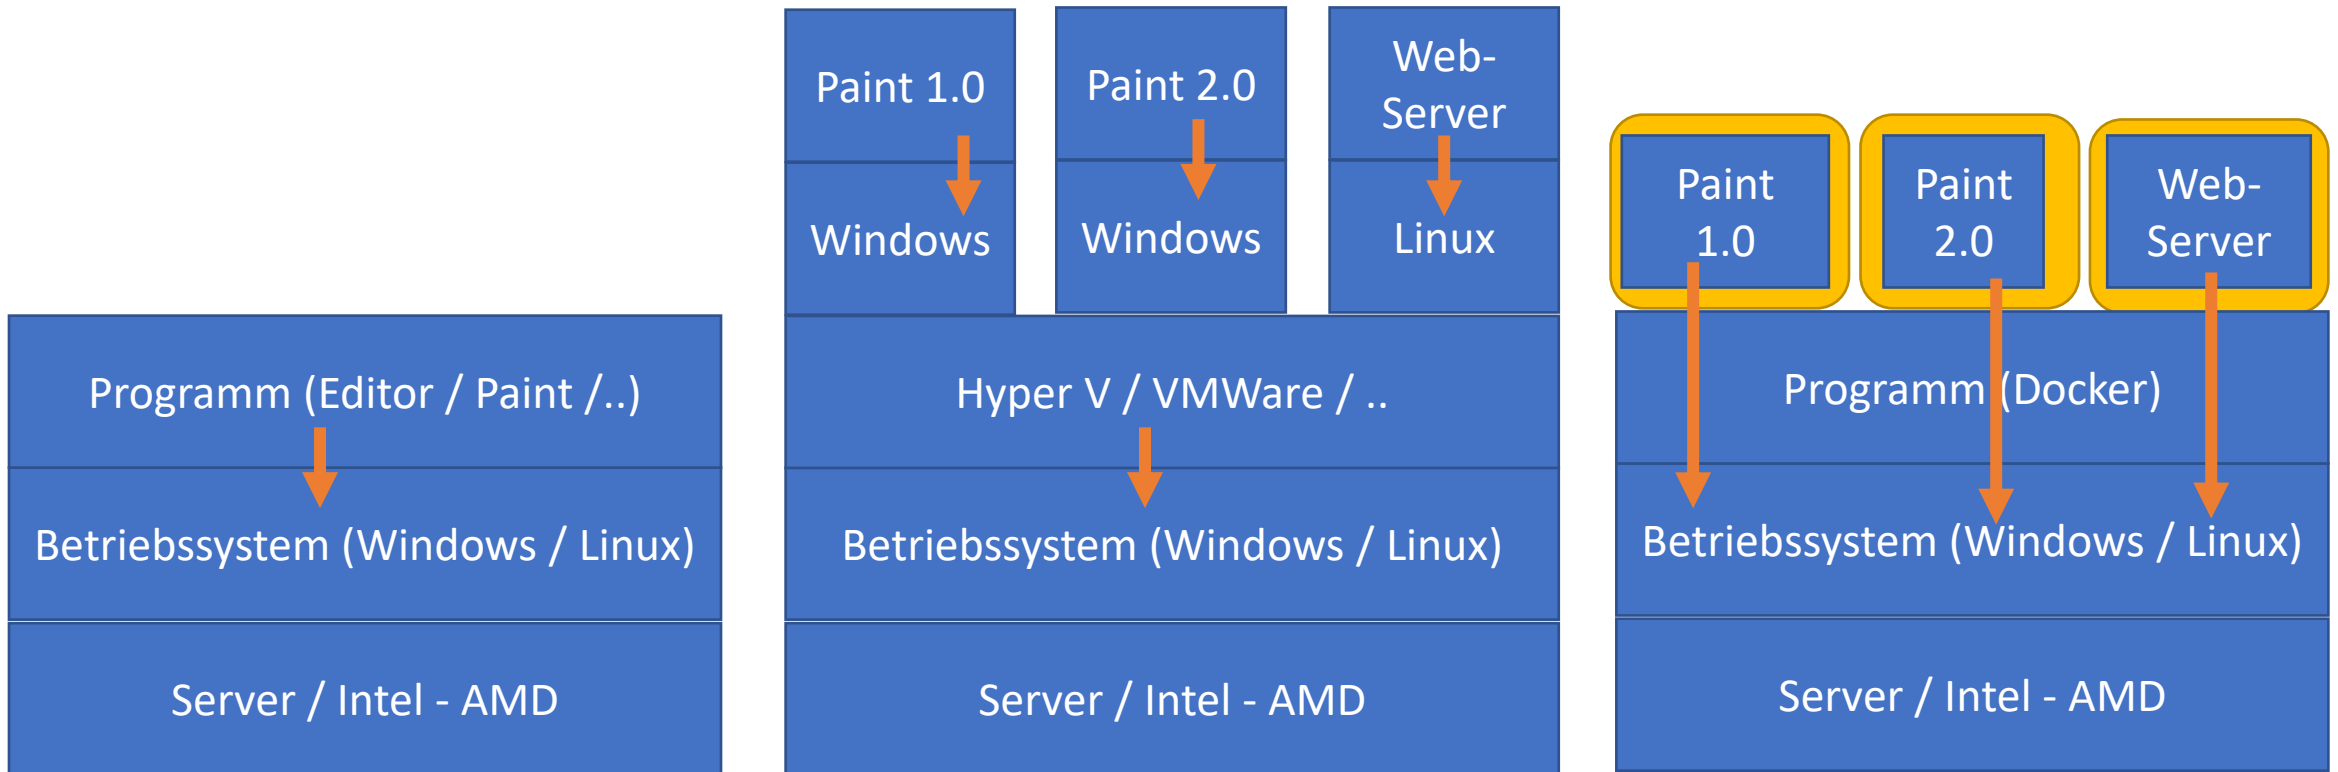 Programm (Editor / Paint /..)
Betriebssystem (Windows / Linux)
Server / Intel - AMD
Paint 1.0
Windows
Paint 2.0
Windows
Web-
Server
Linux
Hyper V / VMWare / ..
Betriebssystem (Windows / Linux)
Server / Intel - AMD
Paint
1.0
Paint
2.0
Web-
Server
Programm (Docker)
Betriebssystem (Windows / Linux)
Server / Intel - AMD